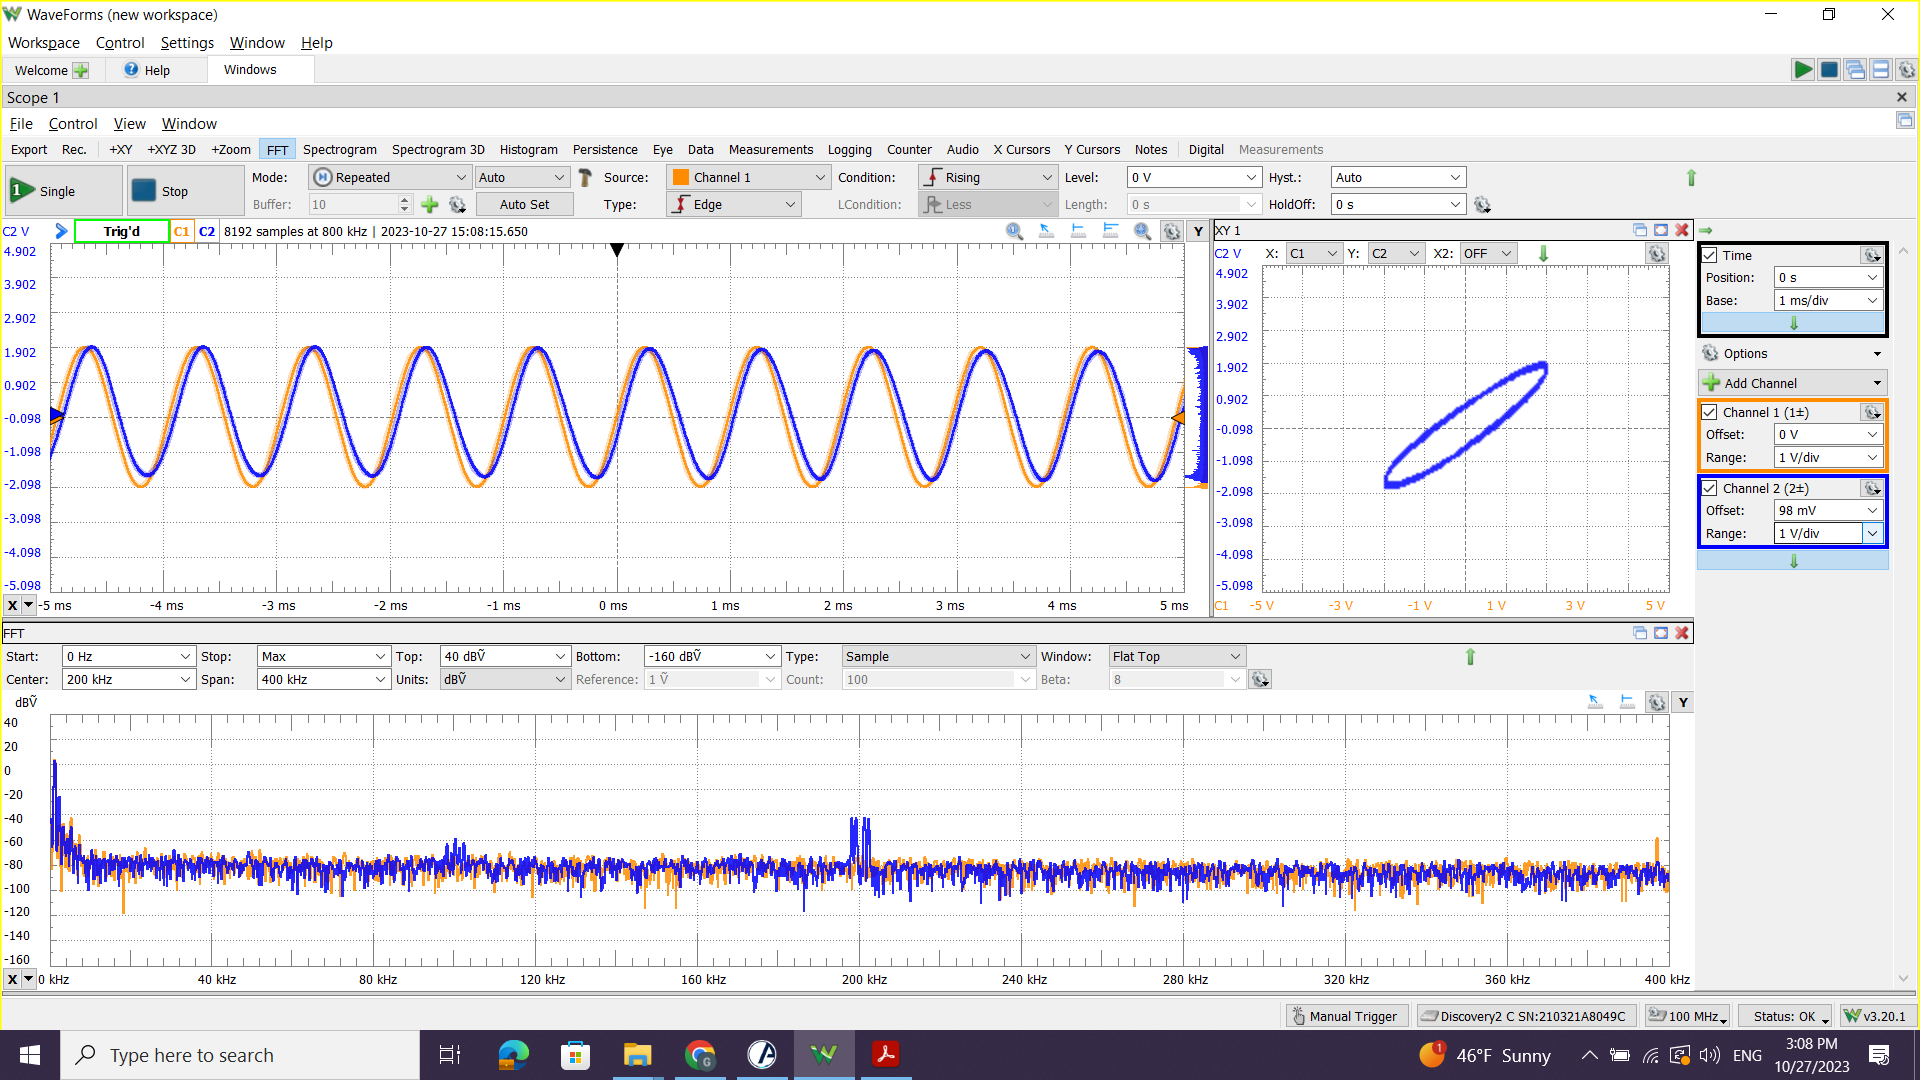 WaveForms (new workspace)
Workspace Control Settings Window Help
Welcome Help Windows
Scope 1
File Control View Window
Export Rec. +XY +XYZ 3D +Zoom FFT Spectrogram Spectrogram 3D Histogram Persistence Eye Data Measurements Logging Counter Audio X Cursors Y Cursors Notes Digital Measurements
1 Single Stop Mode: Repeated Auto Source: Channel 1 Condition: Rising Level: 0 V Hyst.: Auto
Buffer: 10 Auto Set Type: Edge LCondition: Less Length: 0 s HoldOff: 0 s
C2 V Trig'd C1 C2 8192 samples at 800 kHz | 2023-10-27 15:08:15.650 Y
4.902
3.902
2.902
1.902
0.902
-0.098
-1.098
-2.098
-3.098
-4.098
-5.098
X -5 ms -4 ms -3 ms -2 ms -1 ms 0 ms 1 ms 2 ms 3 ms 4 ms 5 ms
XY 1
C2 V X: C1 Y: C2 X2: OFF
4.902
3.902
2.902
1.902
0.902
-0.098
-1.098
-2.098
-3.098
-4.098
-5.098
C1 -5 V -3 V -1 V 1 V 3 V 5 V
Time
Position: 0 s
Base: 1 ms/div
Options
Add Channel
Channel 1 (1±)
Offset: 0 V
Range: 1 V/div
Channel 2 (2±)
Offset: 98 mV
Range: 1 V/div
FFT
Start: 0 Hz Stop: Max Top: 40 dBṼ Bottom: -160 dBṼ Type: Sample Window: Flat Top
Center: 200 kHz Span: 400 kHz Units: dBṼ Reference: 1 Ṽ Count: 100 Beta: 8
dBṼ Y
40
20
0
-20
-40
-60
-80
-100
-120
-140
-160
X 0 kHz 40 kHz 80 kHz 120 kHz 160 kHz 200 kHz 240 kHz 280 kHz 320 kHz 360 kHz 400 kHz
Manual Trigger Discovery2 C SN:210321A8049C 100 MHz Status: OK v3.20.1
Type here to search 1 46°F Sunny ENG 3:08 PM
10/27/2023